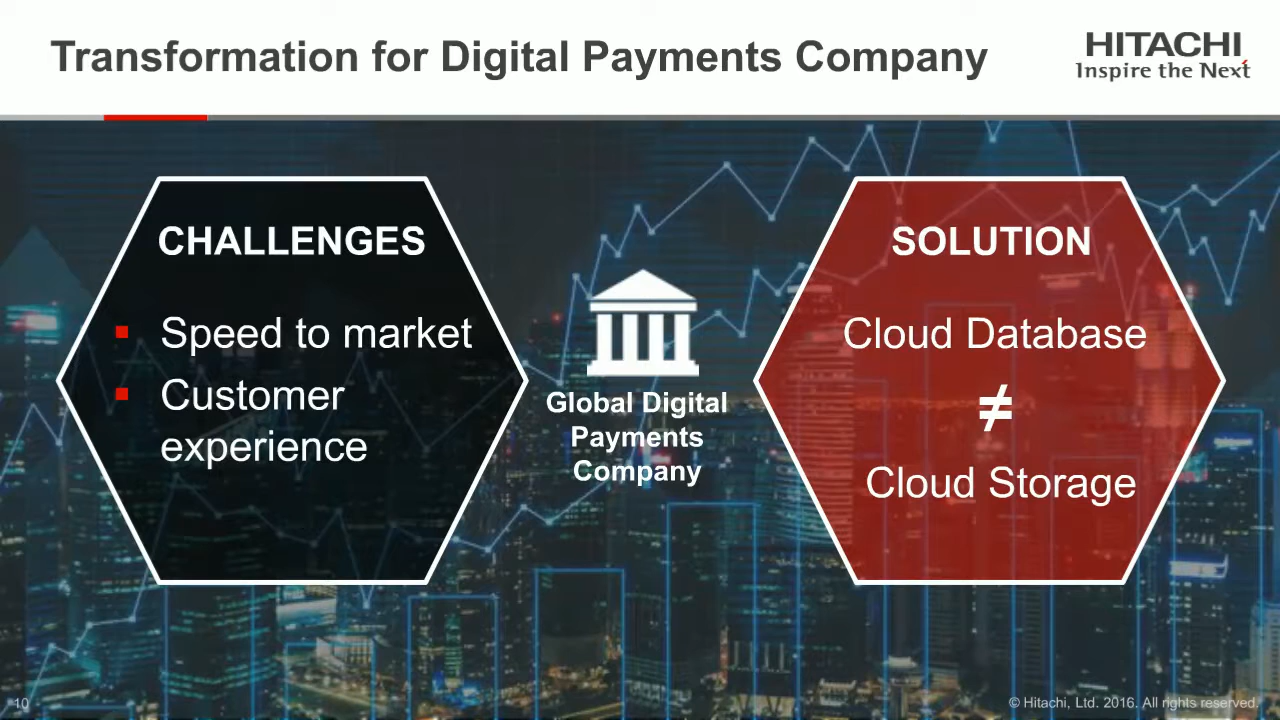 Transformation for Digital Payments Company
HITACHI
Inspire the Next
CHALLENGES
▪ Speed to market
▪ Customer
experience
Global Digital
Payments
Company
SOLUTION
Cloud Database
≠
Cloud Storage
10
© Hitachi, Ltd. 2016. All rights reserved.